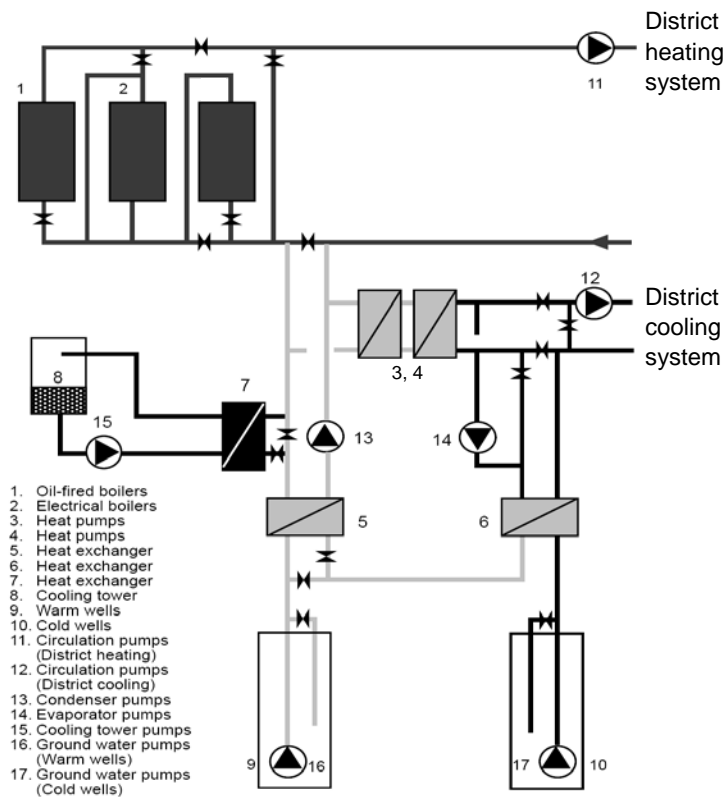 District
heating
system
1
2
11
12
District
cooling
system
3, 4
8
7
15
13
14
5
6
1. Oil-fired boilers
2. Electrical boilers
3. Heat pumps
4. Heat pumps
5. Heat exchanger
6. Heat exchanger
7. Heat exchanger
8. Cooling tower
9. Warm wells
10. Cold wells
11. Circulation pumps
(District heating)
12. Circulation pumps
(District cooling)
13. Condenser pumps
14. Evaporator pumps
15. Cooling tower pumps
16. Ground water pumps
(Warm wells)
17. Ground water pumps
(Cold wells)
9
16
17
10